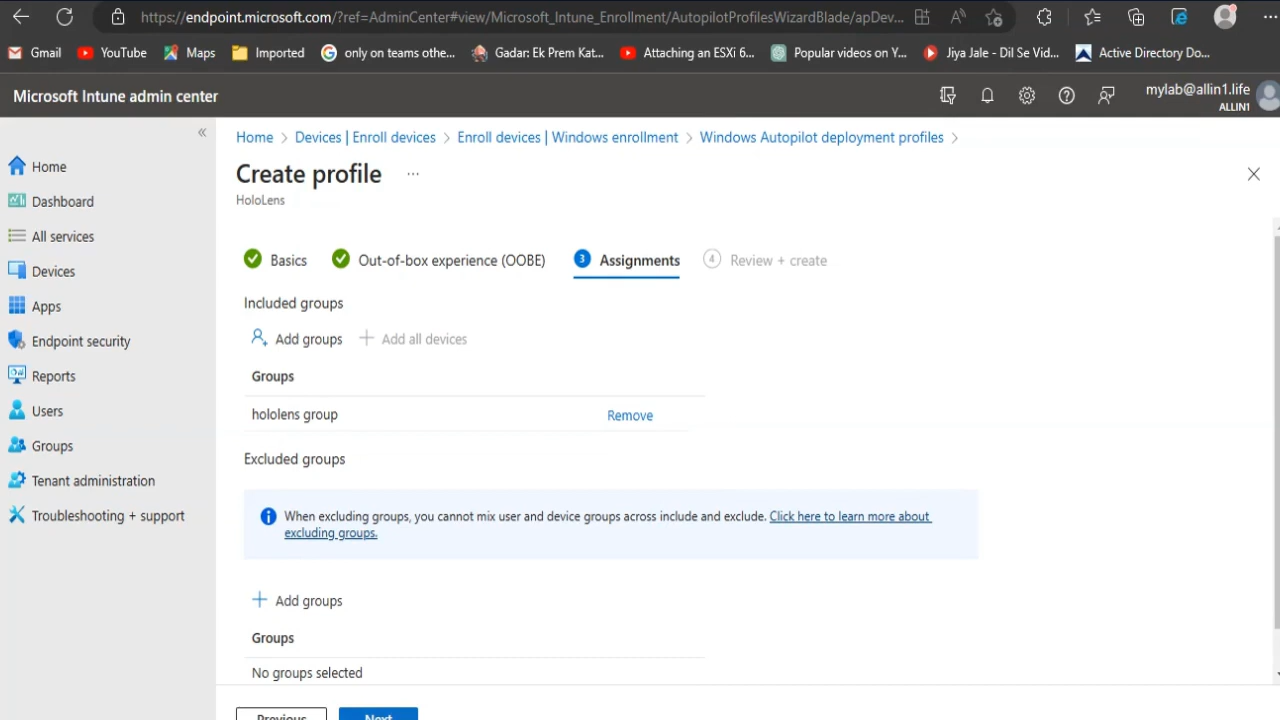 https://endpoint.microsoft.com/?ref=AdminCenter#view/Microsoft_Intune_Enrollment/AutopilotProfilesWizardBlade/apDev...
Gmail YouTube Maps Imported only on teams othe... Gadar: Ek Prem Kat... Attaching an ESXi 6... Popular videos on Y... Jiya Jale - Dil Se Vid... Active Directory Do...
Microsoft Intune admin center
mylab@allin1.life
ALLIN1
«
Home
Dashboard
All services
Devices
Apps
Endpoint security
Reports
Users
Groups
Tenant administration
Troubleshooting + support
Home > Devices | Enroll devices > Enroll devices | Windows enrollment > Windows Autopilot deployment profiles >
Create profile ...
HoloLens
Basics Out-of-box experience (OOBE) 3 Assignments 4 Review + create
Included groups
Add groups + Add all devices
Groups
hololens group Remove
Excluded groups
When excluding groups, you cannot mix user and device groups across include and exclude. Click here to learn more about
excluding groups.
+ Add groups
Groups
No groups selected
Previous Next